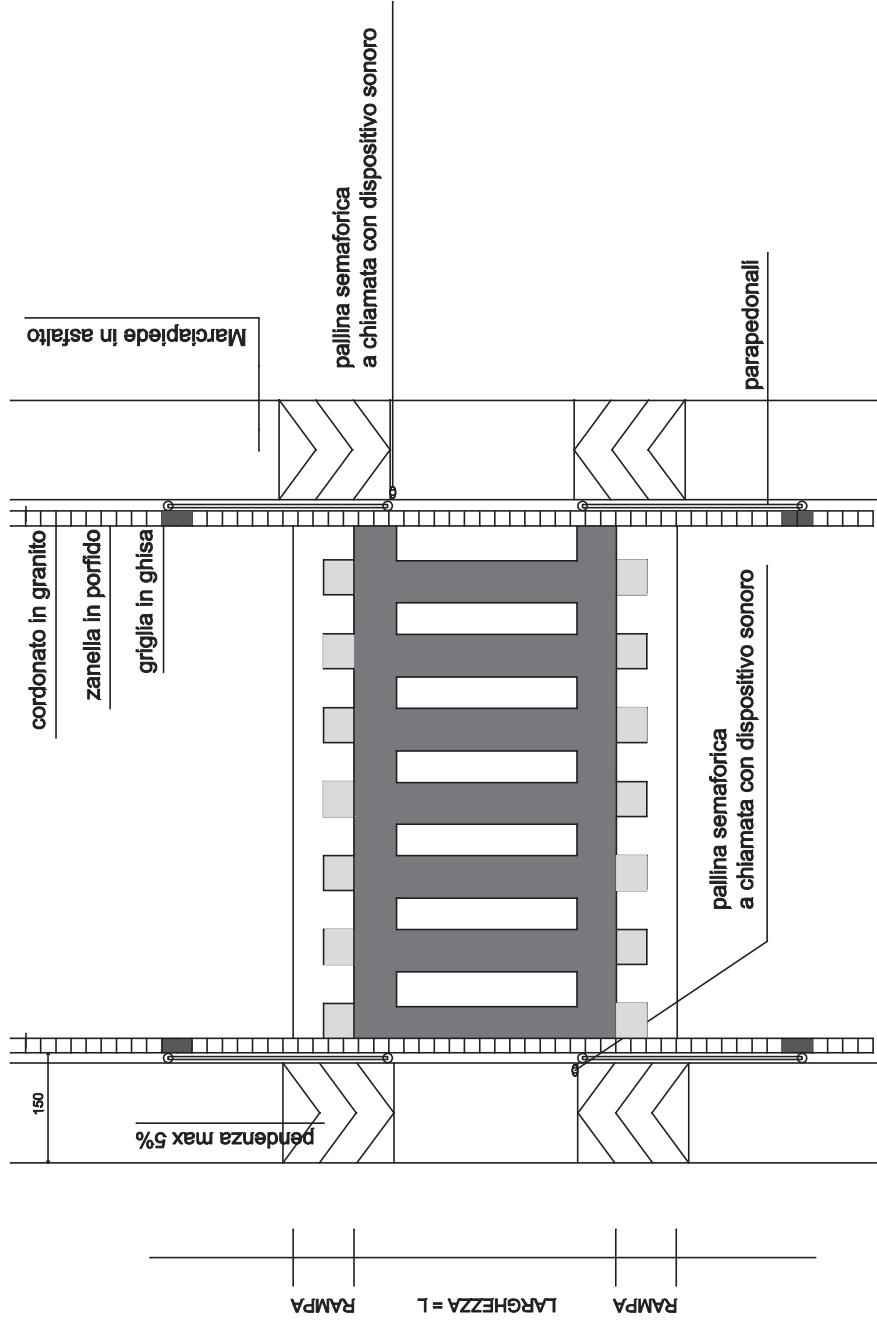 Marciapiede in asfalto
pallina semaforica
a chiamata con dispositivo sonoro
parapedonali
cordonato in granito
zanella in porfido
griglia in ghisa
pallina semaforica
a chiamata con dispositivo sonoro
150
pendenza max 5%
RAMPA
LARGHEZZA = L
RAMPA